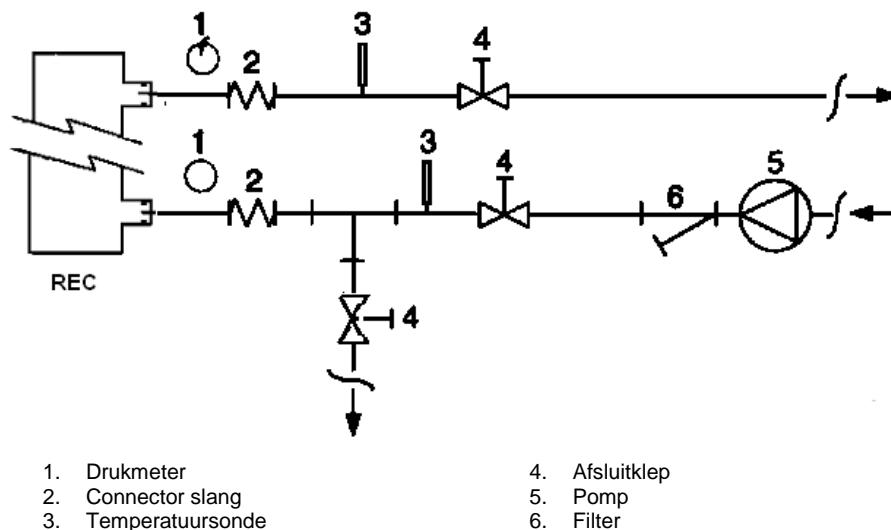 1
2
3
4
1
2
3
4
6
5
REC
4
1. Drukmeter
2. Connector slang
3. Temperatuursonde
4. Afsluitklep
5. Pomp
6. Filter